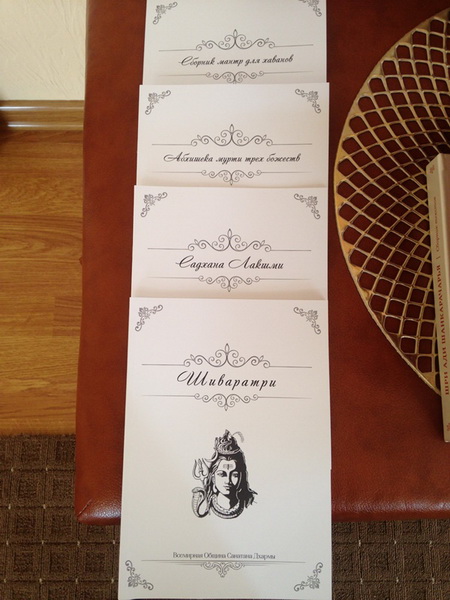 Сборник мантр для хаванов
Абхишека мурти трех божеств
Садхана Лакшми
Шиваратри
Всемирная Община Санатана Дхармы
ШРИ АДИ ШАНКАРАЧАРЬЯ